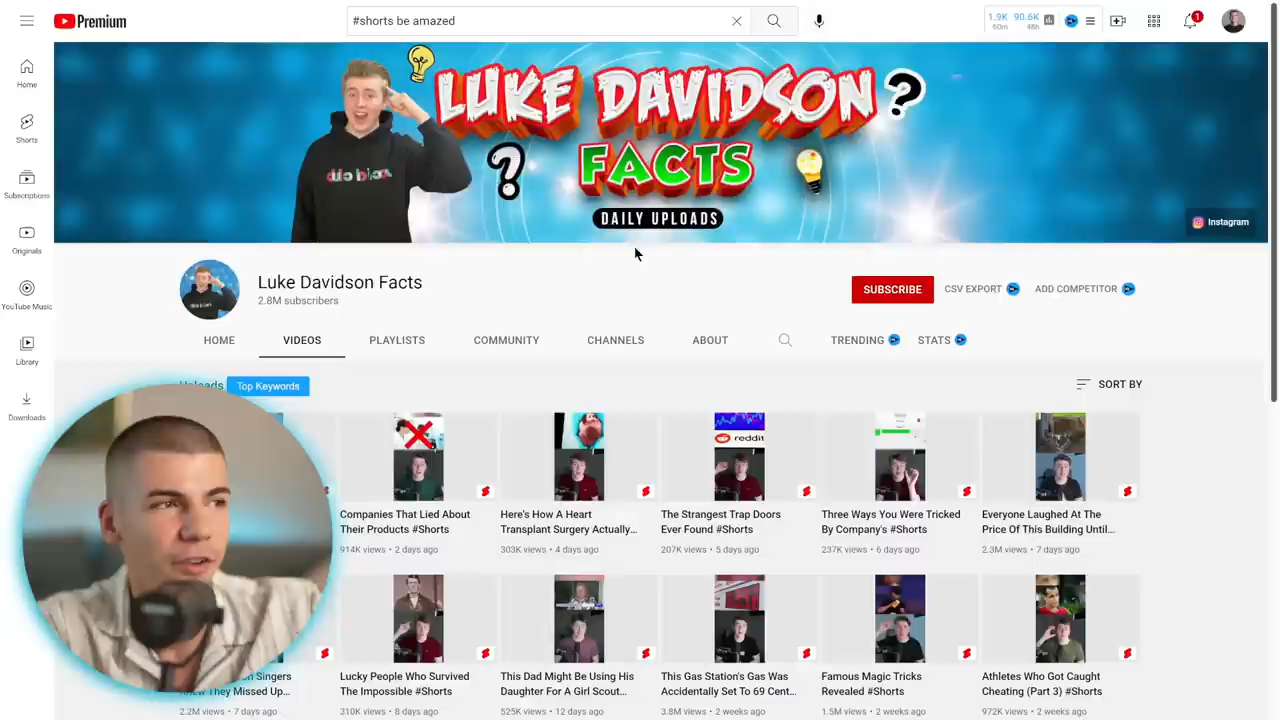 Premium
#shorts be amazed
1.9K 90.6K
60m 48h
1
Home
Shorts
Subscriptions
Originals
YouTube Music
Library
Downloads
LUKE DAVIDSON
FACTS
DAILY UPLOADS
Instagram
Luke Davidson Facts
2.8M subscribers
SUBSCRIBE
CSV EXPORT
ADD COMPETITOR
HOME
VIDEOS
PLAYLISTS
COMMUNITY
CHANNELS
ABOUT
TRENDING
STATS
Uploads
Top Keywords
SORT BY
reddit
Companies That Lied About
Their Products #Shorts
914K views • 2 days ago
Here's How A Heart
Transplant Surgery Actually...
303K views • 4 days ago
The Strangest Trap Doors
Ever Found #Shorts
207K views • 5 days ago
Three Ways You Were Tricked
By Company's #Shorts
237K views • 6 days ago
Everyone Laughed At The
Price Of This Building Until...
2.3M views • 7 days ago
Singers
They Missed Up...
2.2M views • 7 days ago
Lucky People Who Survived
The Impossible #Shorts
310K views • 8 days ago
This Dad Might Be Using His
Daughter For A Girl Scout...
525K views • 12 days ago
This Gas Station's Gas Was
Accidentally Set To 69 Cent...
3.8M views • 2 weeks ago
Famous Magic Tricks
Revealed #Shorts
1.5M views • 2 weeks ago
Athletes Who Got Caught
Cheating (Part 3) #Shorts
972K views • 2 weeks ago